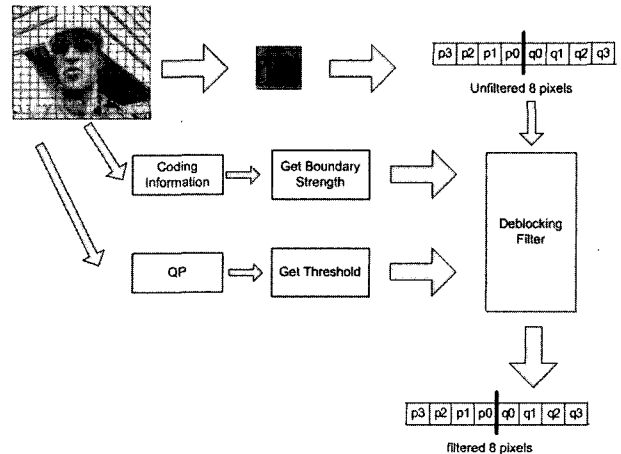 p3 p2 p1 p0 q0 q1 q2 q3
Unfiltered 8 pixels
Coding
Information
Get Boundary
Strength
Deblocking
Filter
QP
Get Threshold
p3 p2 p1 p0 q0 q1 q2 q3
filtered 8 pixels